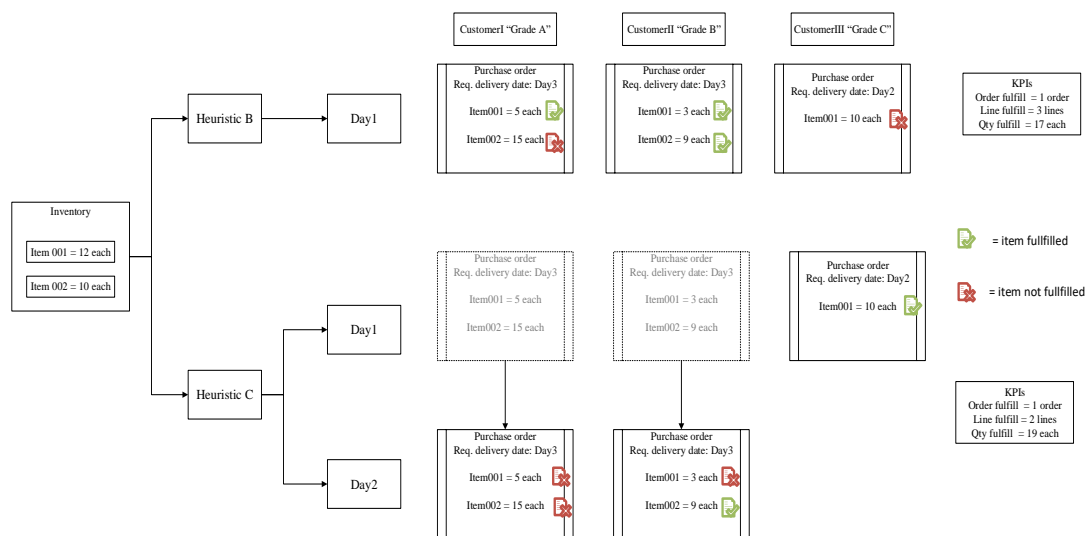 CustomerI “Grade A”
CustomerII “Grade B”
CustomerIII “Grade C”
Heuristic B
Day1
Purchase order
Req. delivery date: Day3
Item001 = 5 each
Item002 = 15 each
Purchase order
Req. delivery date: Day3
Item001 = 3 each
Item002 = 9 each
Purchase order
Req. delivery date: Day2
Item001 = 10 each
KPIs
Order fulfill = 1 order
Line fulfill = 3 lines
Qty fulfill = 17 each
Inventory
Item 001 = 12 each
Item 002 = 10 each
= item fullfilled
= item not fullfilled
Heuristic C
Day1
Purchase order
Req. delivery date: Day3
Item001 = 5 each
Item002 = 15 each
Purchase order
Req. delivery date: Day3
Item001 = 3 each
Item002 = 9 each
Purchase order
Req. delivery date: Day2
Item001 = 10 each
KPIs
Order fulfill = 1 order
Line fulfill = 2 lines
Qty fulfill = 19 each
Day2
Purchase order
Req. delivery date: Day3
Item001 = 5 each
Item002 = 15 each
Purchase order
Req. delivery date: Day3
Item001 = 3 each
Item002 = 9 each